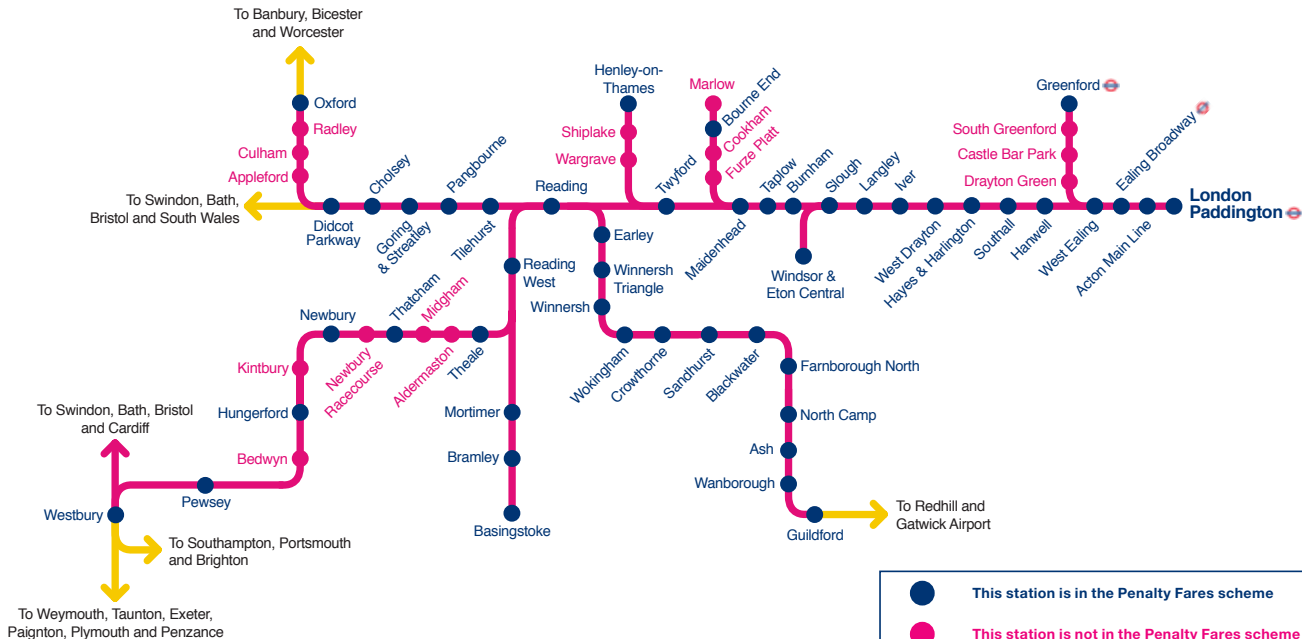 To Banbury, Bicester
and Worcester
Oxford
Radley
Culham
Appleford
To Swindon, Bath,
Bristol and South Wales
Didcot
Parkway
Cholsey
Goring
& Streatley
Pangbourne
Tilehurst
Reading
Henley-on-
Thames
Shiplake
Wargrave
Twyford
Marlow
Bourne End
Cookham
Furze Platt
Maidenhead
Taplow
Burnham
Slough
Windsor &
Eton Central
Langley
Iver
West Drayton
Hayes & Harlington
Southall
Hanwell
Greenford
South Greenford
Castle Bar Park
Drayton Green
West Ealing
Ealing Broadway
Acton Main Line
London
Paddington
Reading
West
Earley
Winnersh
Triangle
Winnersh
Wokingham
Crowthorne
Sandhurst
Blackwater
Farnborough North
North Camp
Ash
Wanborough
Guildford
To Redhill and
Gatwick Airport
Newbury
Newbury
Racecourse
Thatcham
Midgham
Aldermaston
Theale
Kintbury
Hungerford
Bedwyn
Mortimer
Bramley
Basingstoke
To Swindon, Bath, Bristol
and Cardiff
Pewsey
Westbury
To Southampton, Portsmouth
and Brighton
To Weymouth, Taunton, Exeter,
Paignton, Plymouth and Penzance
This station is in the Penalty Fares scheme
This station is not in the Penalty Fares scheme